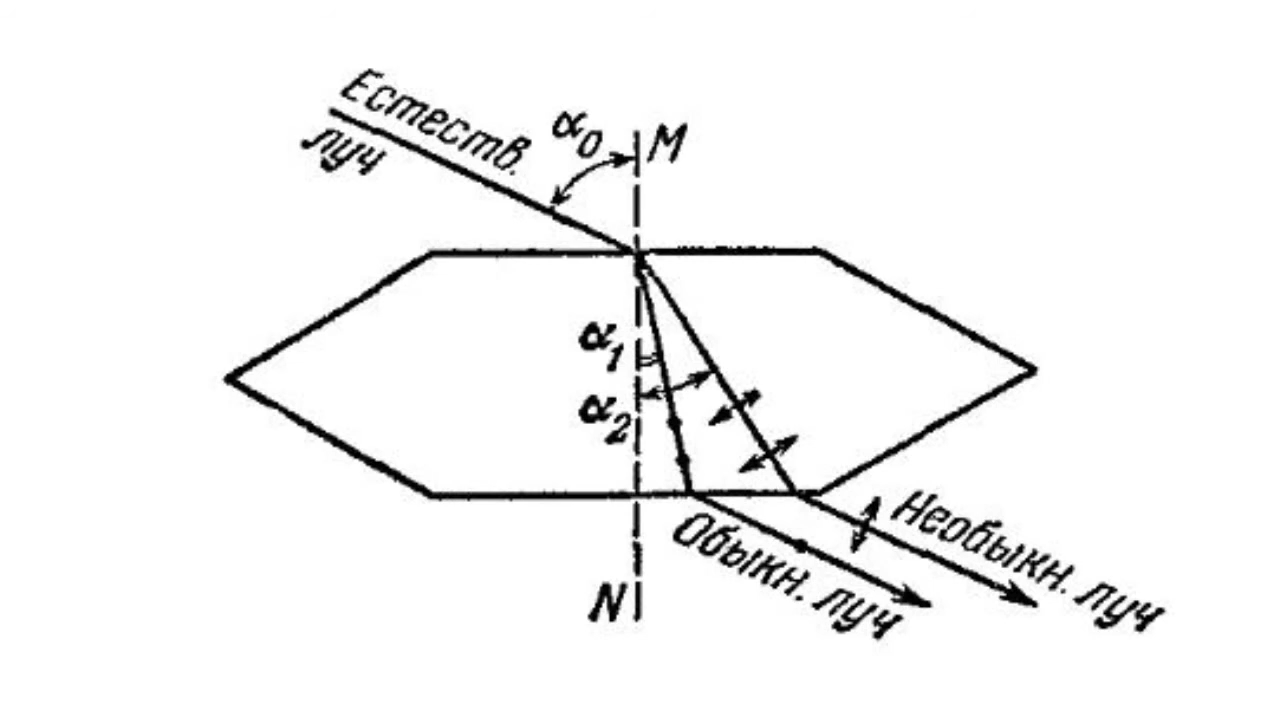 Естеств.
луч
α₀
M
α₁
α₂
N
Обыкн. луч
Необыкн. луч